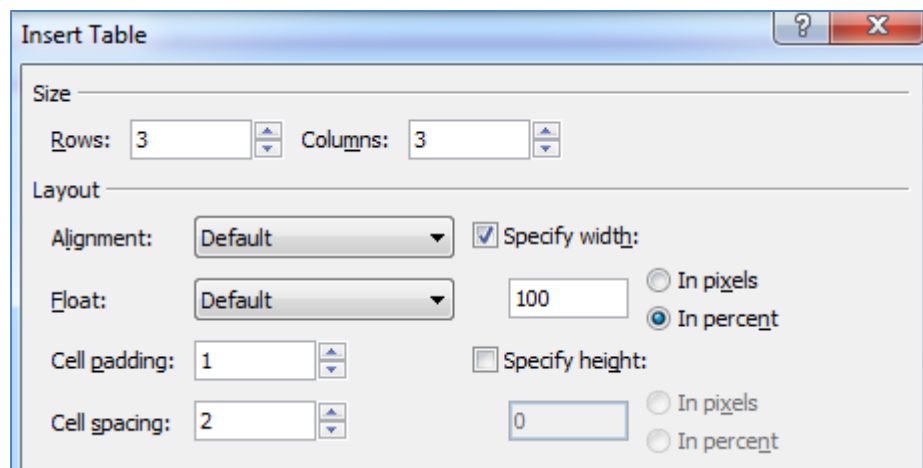 Insert Table
Size
Rows: 3 Columns: 3
Layout
Alignment: Default Specify width:
100 In pixels
Float: Default In percent
Cell padding: 1 Specify height:
Cell spacing: 2 0 In pixels
In percent